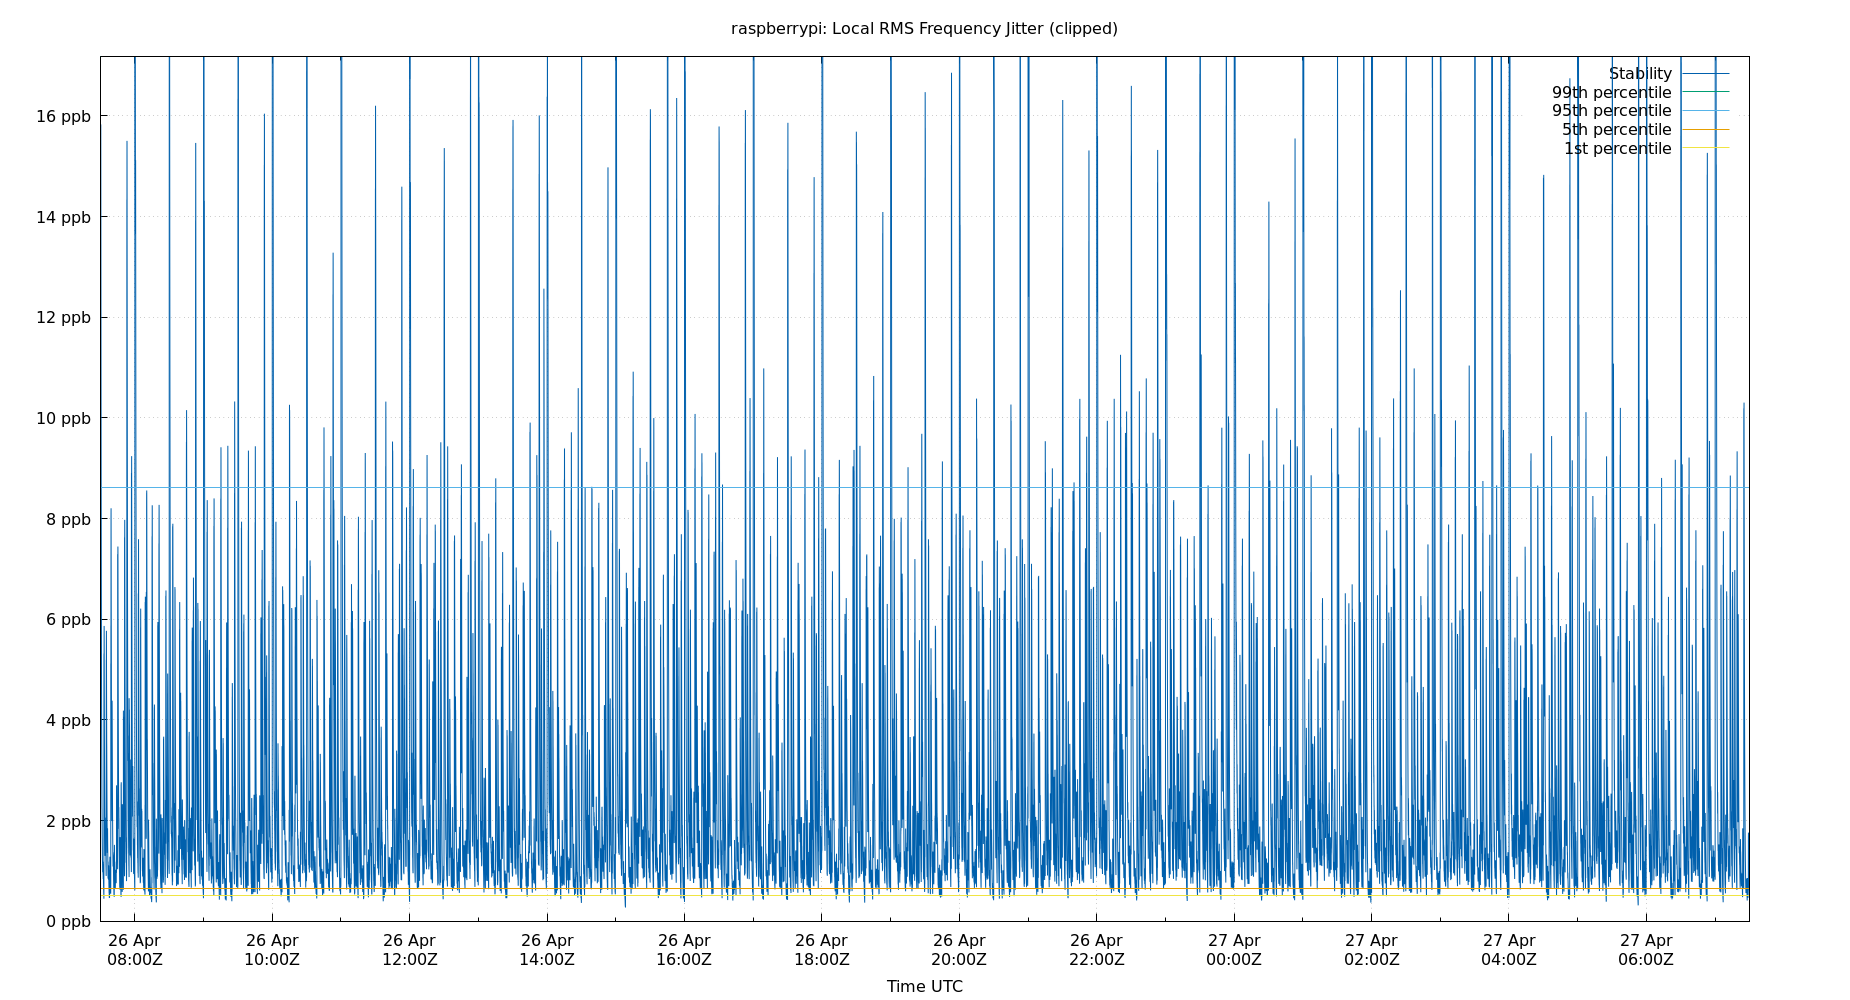 raspberrypi: Local RMS Frequency Jitter (clipped)
Stability
99th percentile
95th percentile
5th percentile
1st percentile
16 ppb
14 ppb
12 ppb
10 ppb
8 ppb
6 ppb
4 ppb
2 ppb
0 ppb
26 Apr 26 Apr 26 Apr 26 Apr 26 Apr 26 Apr 26 Apr 26 Apr 27 Apr 27 Apr 27 Apr 27 Apr
08:00Z 10:00Z 12:00Z 14:00Z 16:00Z 18:00Z 20:00Z 22:00Z 00:00Z 02:00Z 04:00Z 06:00Z
Time UTC